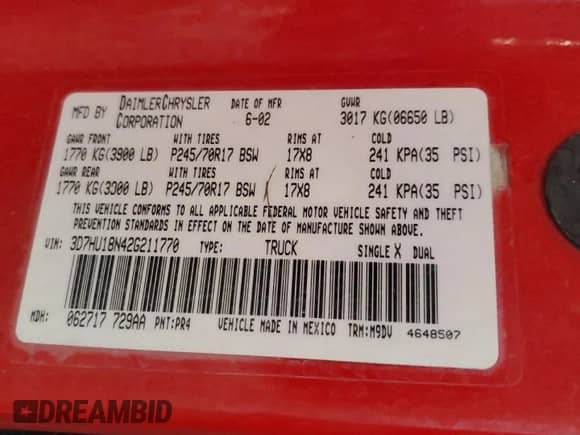 MFD BY DAIMLERCHRYSLER CORPORATION DATE OF MFR 6-02 GVWR 3017 KG(06650 LB)
GAWR FRONT WITH TIRES RIMS AT COLD
1770 KG(3900 LB) P245/70R17 BSW 17X8 241 KPA(35 PSI)
GAWR REAR WITH TIRES RIMS AT COLD
1770 KG(3900 LB) P245/70R17 BSW 17X8 241 KPA(35 PSI)
THIS VEHICLE CONFORMS TO ALL APPLICABLE FEDERAL MOTOR VEHICLE SAFETY AND THEFT
PREVENTION STANDARDS IN EFFECT ON THE DATE OF MANUFACTURE SHOWN ABOVE.
VIN: 3D7HU18N42G211770 TYPE: TRUCK SINGLE X DUAL
MDH: 062717 729AA PNT:PR4 VEHICLE MADE IN MEXICO TRM:M9DV 4648507
DREAMBID